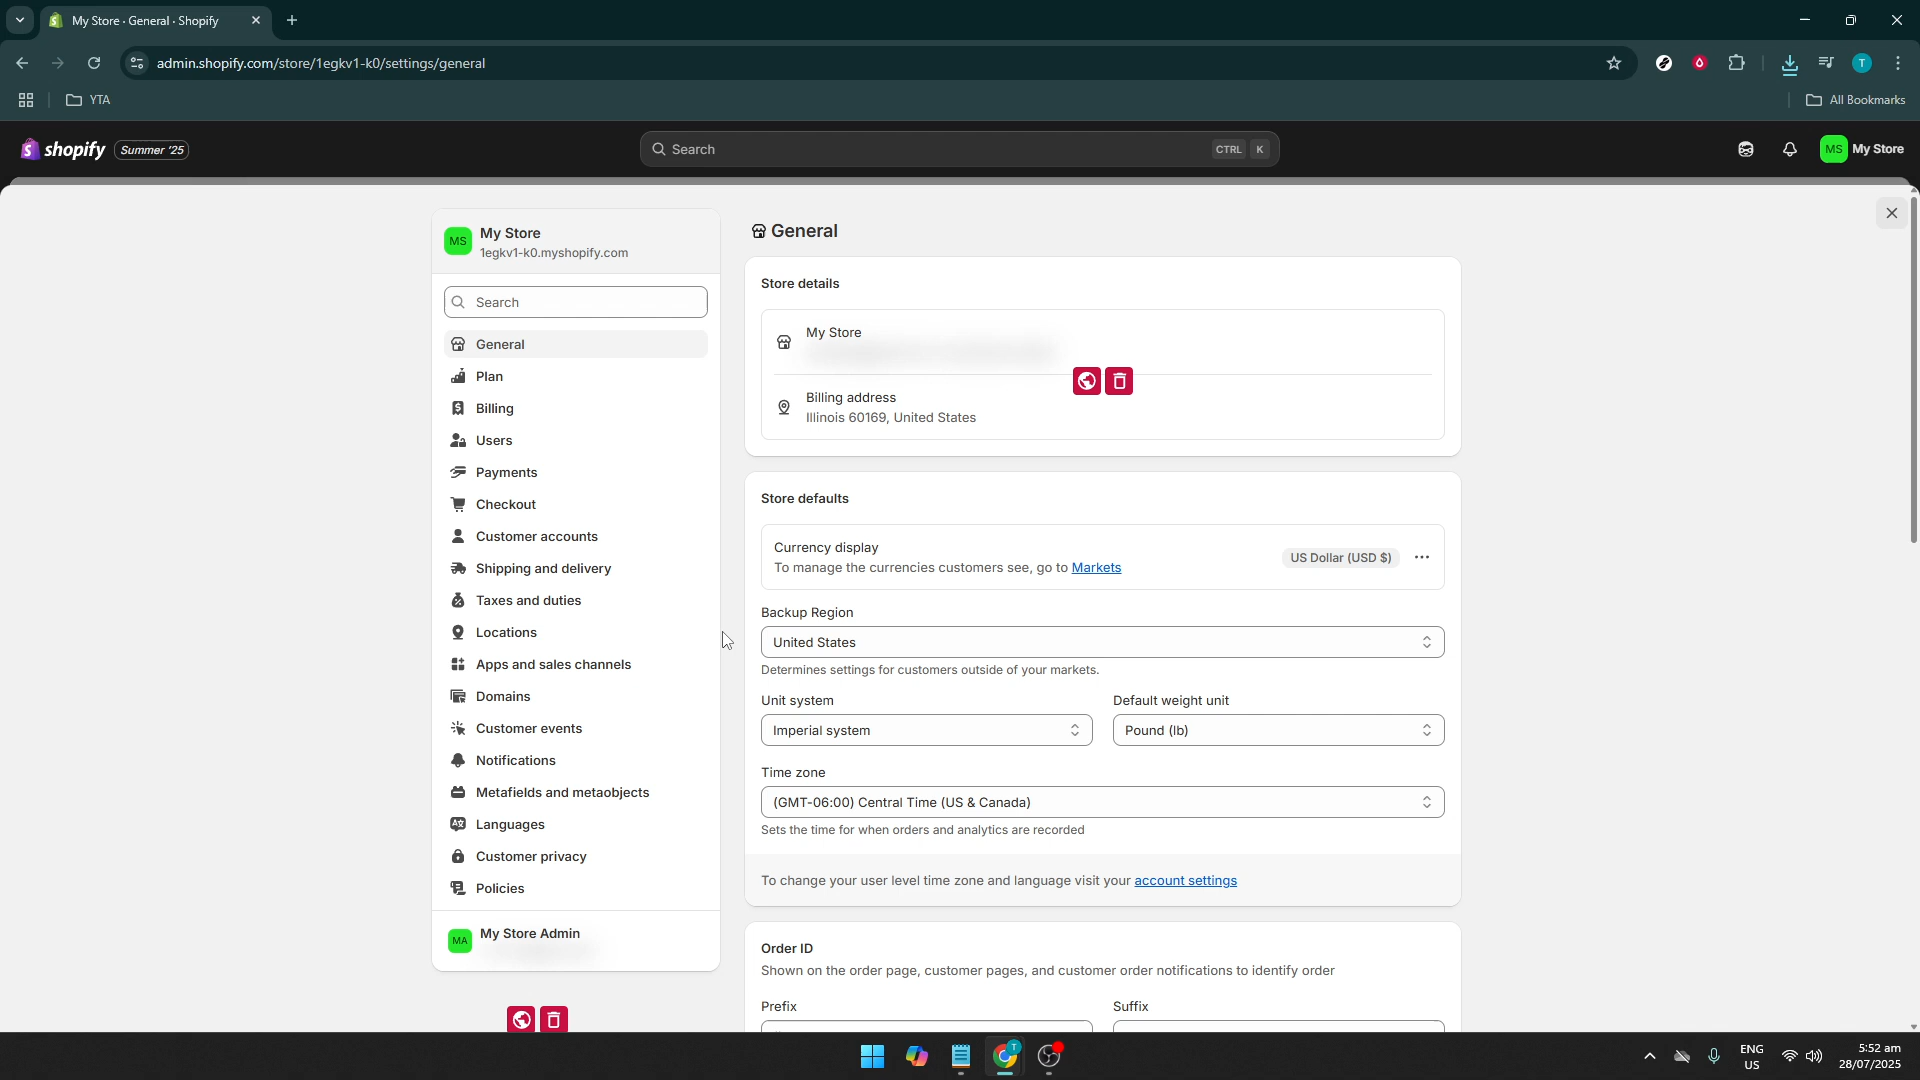 My Store · General · Shopify
admin.shopify.com/store/1egkv1-k0/settings/general
T
YTA
All Bookmarks
shopify
Summer '25
Search
CTRL K
MS
My Store
MS
My Store
1egkv1-k0.myshopify.com
Search
General
Plan
Billing
Users
Payments
Checkout
Customer accounts
Shipping and delivery
Taxes and duties
Locations
Apps and sales channels
Domains
Customer events
Notifications
Metafields and metaobjects
Languages
Customer privacy
Policies
MA
My Store Admin
General
Store details
My Store
Billing address
Illinois 60169, United States
Store defaults
Currency display
To manage the currencies customers see, go to Markets
US Dollar (USD $)
Backup Region
United States
Determines settings for customers outside of your markets.
Unit system
Default weight unit
Imperial system
Pound (lb)
Time zone
(GMT-06:00) Central Time (US & Canada)
Sets the time for when orders and analytics are recorded
To change your user level time zone and language visit your account settings
Order ID
Shown on the order page, customer pages, and customer order notifications to identify order
Prefix
Suffix
T
ENG
US
5:52 am
28/07/2025